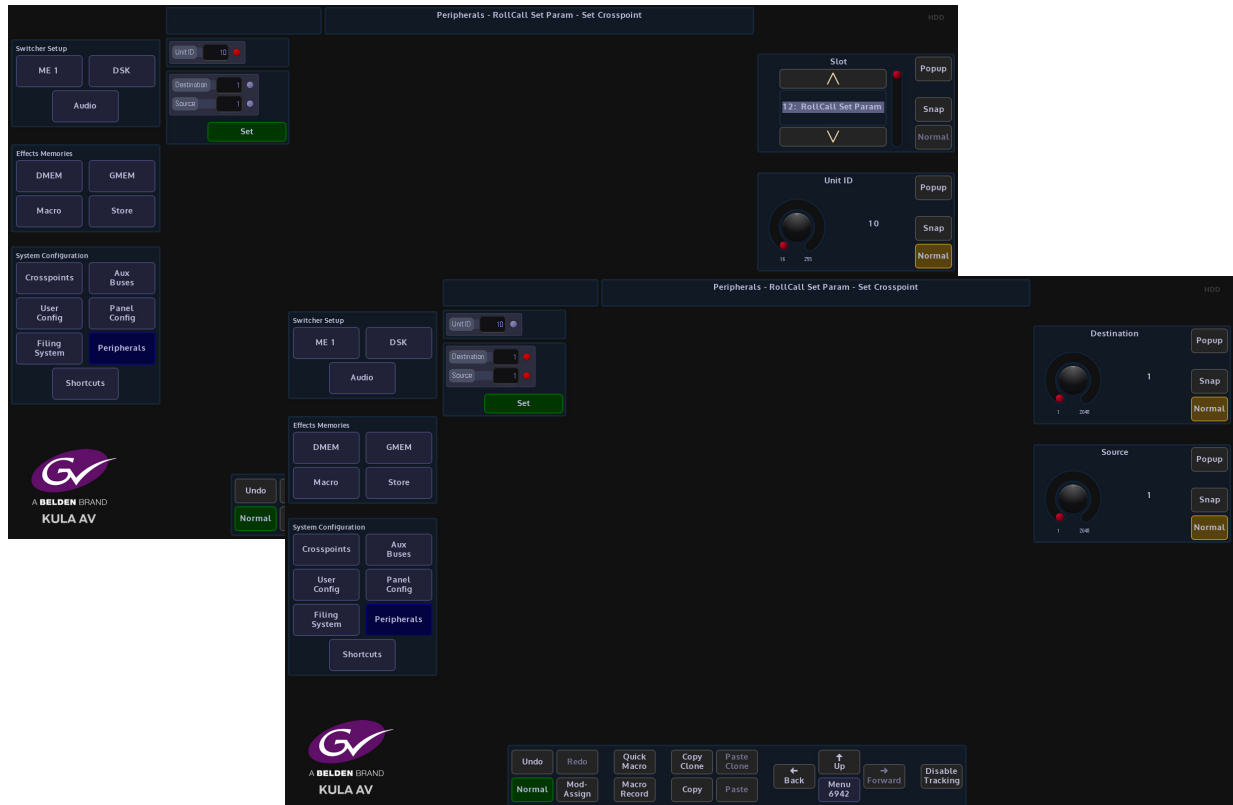 Peripherals - RollCall Set Param - Set Crosspoint
HDD
Switcher Setup
ME 1
DSK
Audio
Unit ID 10
Destination 1
Source 1
Set
Slot
12: RollCall Set Param
Popup
Snap
Normal
Effects Memories
DMEM
GMEM
Macro
Store
Unit ID
10
16 255
Popup
Snap
Normal
System Configuration
Crosspoints
Aux
Buses
User
Config
Panel
Config
Filing
System
Peripherals
Shortcuts
GV
A BELDEN BRAND
KULA AV
Undo
Normal
Peripherals - RollCall Set Param - Set Crosspoint
HDD
Switcher Setup
ME 1
DSK
Audio
Unit ID 10
Destination 1
Source 1
Set
Destination
1
1 2048
Popup
Snap
Normal
Effects Memories
DMEM
GMEM
Macro
Store
Source
1
1 2048
Popup
Snap
Normal
System Configuration
Crosspoints
Aux
Buses
User
Config
Panel
Config
Filing
System
Peripherals
Shortcuts
GV
A BELDEN BRAND
KULA AV
Undo
Redo
Quick
Macro
Copy
Clone
Paste
Clone
Up
Back
Forward
Disable
Tracking
Normal
Mod-
Assign
Macro
Record
Copy
Paste
Menu
6942